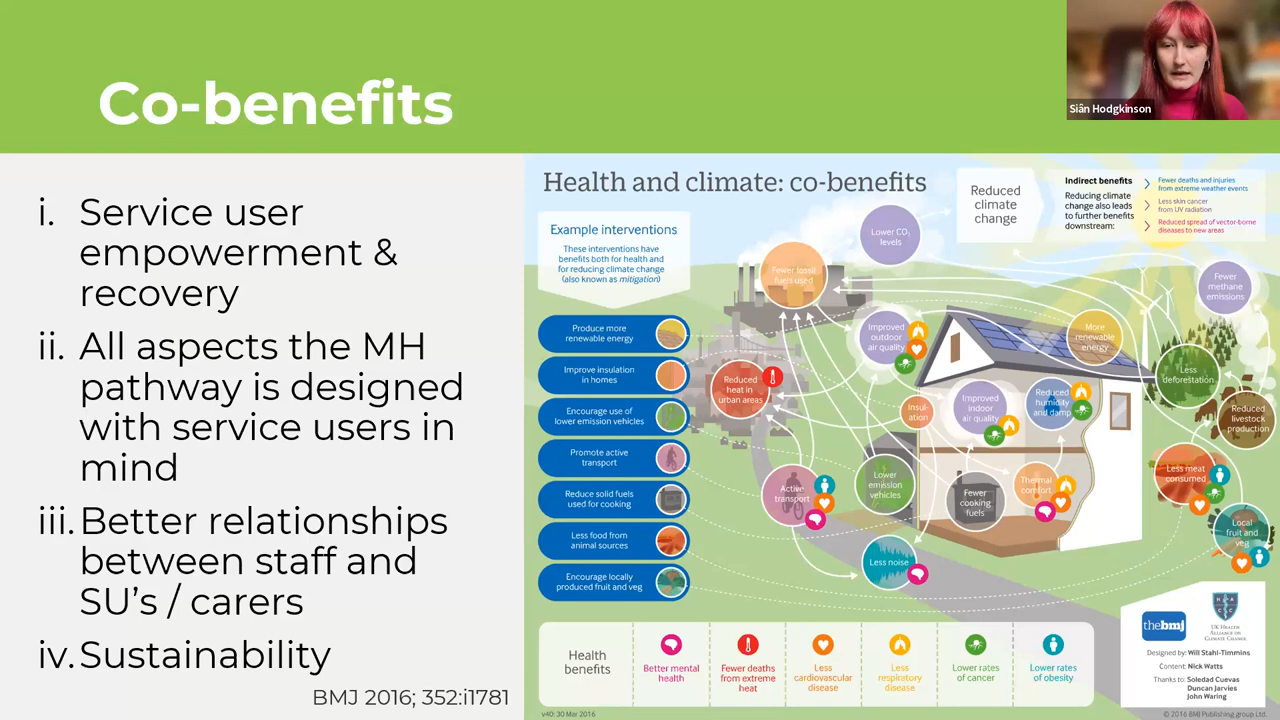 Co-benefits
Siân Hodgkinson
i. Service user
empowerment &
recovery
ii. All aspects the MH
pathway is designed
with service users in
mind
iii. Better relationships
between staff and
SU's / carers
iv. Sustainability
BMJ 2016; 352:i1781
Health and climate: co-benefits
Reduced
climate
change
Indirect benefits
Reducing climate
change also leads
to further benefits
downstream:
Fewer deaths and injuries
from extreme weather events
Less skin cancer
from UV radiation
Reduced spread of vector-borne
diseases to new areas
Example interventions
These interventions have
benefits both for health and
for reducing climate change
(also known as mitigation)
Produce more
renewable energy
Improve insulation
in homes
Encourage use of
lower emission vehicles
Promote active
transport
Reduce solid fuels
used for cooking
Less food from
animal sources
Encourage locally
produced fruit and veg
Lower CO₂
levels
Fewer fossil
fuels used
Fewer
methane
emissions
Improved
outdoor
air quality
More
renewable
energy
Reduced
heat in
urban areas
Insul-
ation
Improved
indoor
air quality
Reduced
humidity
and damp
Less
deforestation
Reduced
livestock
production
Active
transport
Lower
emission
vehicles
Fewer
cooking
fuels
Thermal
comfort
Less meat
consumed
Local
fruit and
veg
Less noise
Health
benefits
Better mental
health
Fewer deaths
from extreme
heat
Less
cardiovascular
disease
Less
respiratory
disease
Lower rates
of cancer
Lower rates
of obesity
thebmj
UK HEALTH
ALLIANCE ON
CLIMATE CHANGE
Designed by: Will Stahl-Timmins
Content: Nick Watts
Thanks to: Soledad Cuevas
Duncan Jarvies
John Waring
v40: 30 Mar 2016
© 2016 BMJ Publishing group Ltd.